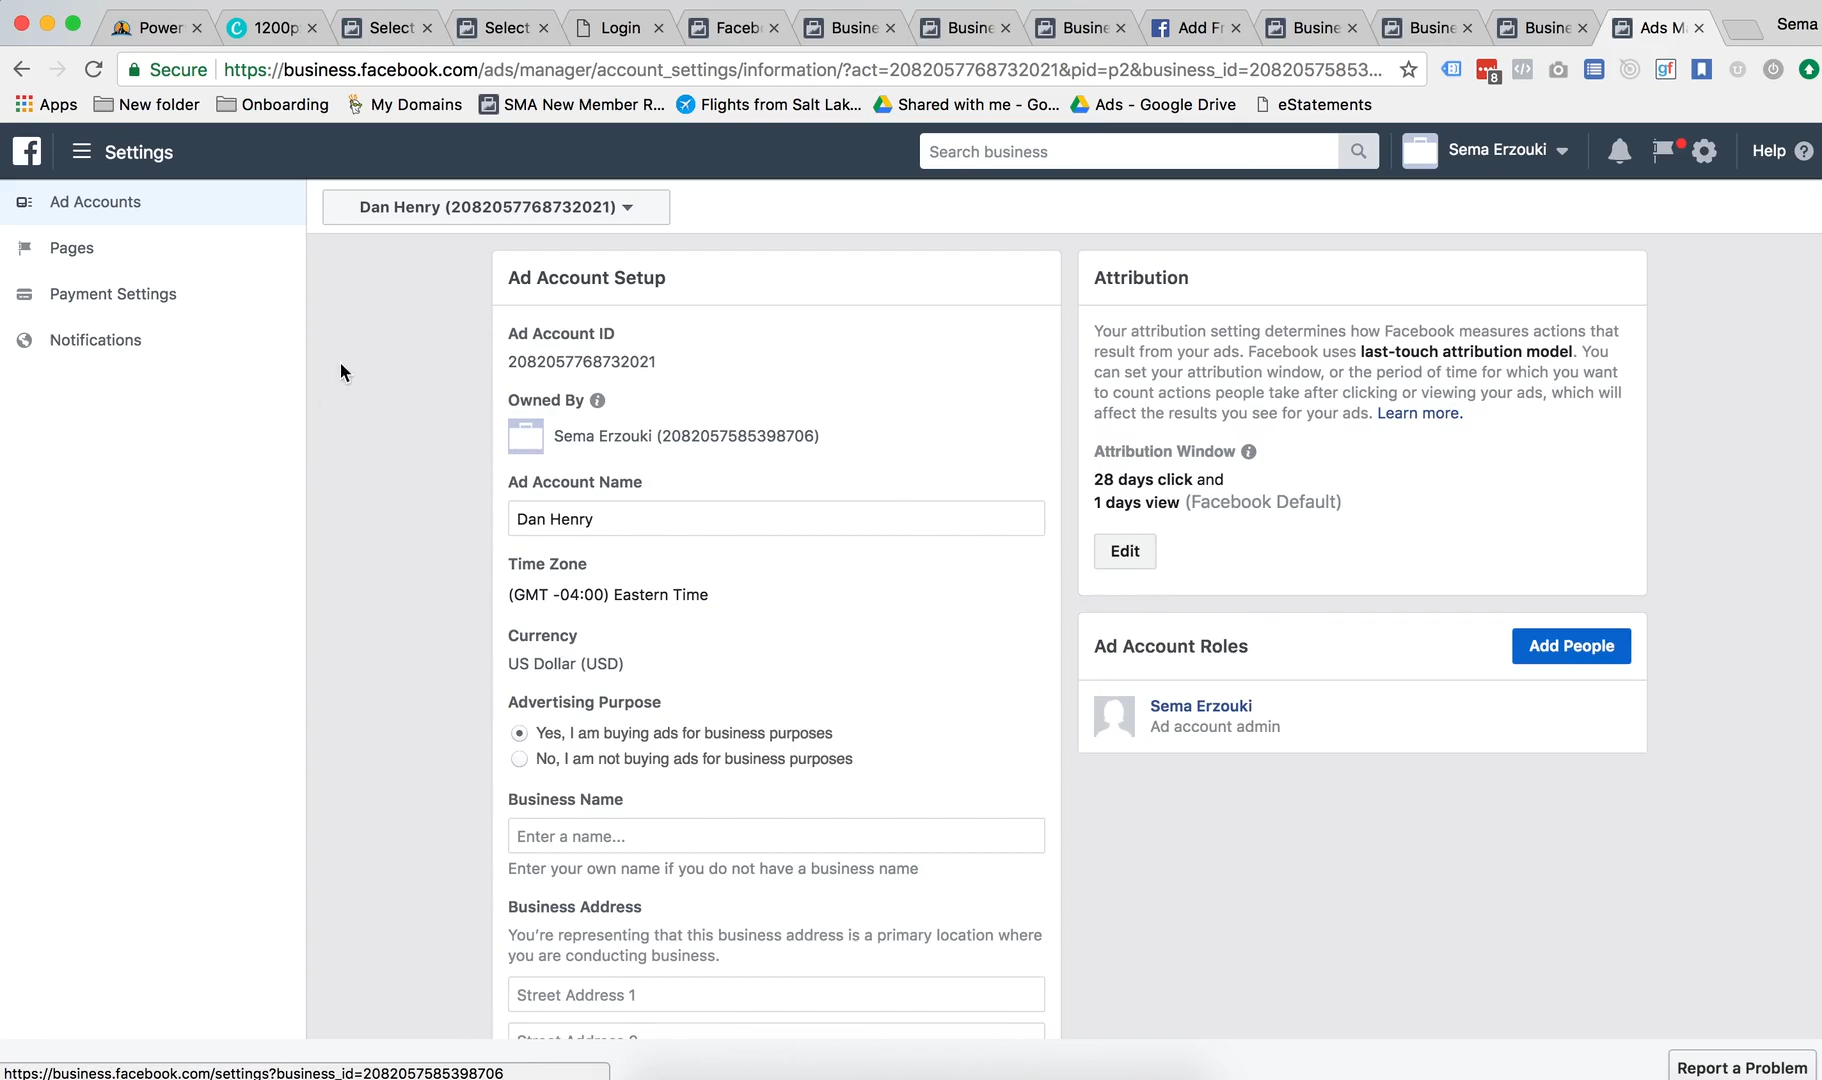 Power
1200p
Select
Select
Login
Faceb
Busine
Busine
Busine
Add Fr
Busine
Busine
Busine
Ads M
Sema
Secure
https://business.facebook.com/ads/manager/account_settings/information/?act=2082057768732021&pid=p2&business_id=20820575853...
8
Apps
New folder
Onboarding
My Domains
SMA New Member R...
Flights from Salt Lak...
Shared with me - Go...
Ads - Google Drive
eStatements
Settings
Search business
Sema Erzouki
Help
Ad Accounts
Pages
Payment Settings
Notifications
Dan Henry (2082057768732021)
Ad Account Setup
Ad Account ID
2082057768732021
Owned By
Sema Erzouki (2082057585398706)
Ad Account Name
Dan Henry
Time Zone
(GMT -04:00) Eastern Time
Currency
US Dollar (USD)
Advertising Purpose
Yes, I am buying ads for business purposes
No, I am not buying ads for business purposes
Business Name
Enter a name...
Enter your own name if you do not have a business name
Business Address
You're representing that this business address is a primary location where
you are conducting business.
Street Address 1
Street Address 2
Attribution
Your attribution setting determines how Facebook measures actions that
result from your ads. Facebook uses last-touch attribution model. You
can set your attribution window, or the period of time for which you want
to count actions people take after clicking or viewing your ads, which will
affect the results you see for your ads. Learn more.
Attribution Window
28 days click and
1 days view (Facebook Default)
Edit
Ad Account Roles
Add People
Sema Erzouki
Ad account admin
https://business.facebook.com/settings?business_id=2082057585398706
Report a Problem